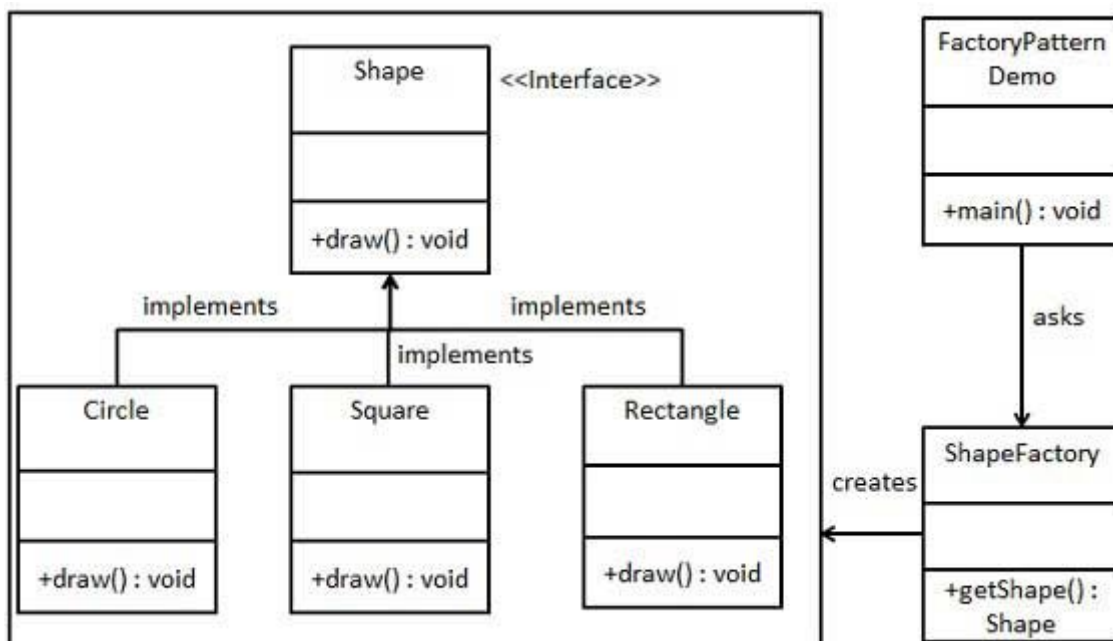 Shape
<<Interface>>
+draw() : void
implements
implements
implements
Circle
+draw() : void
Square
+draw() : void
Rectangle
+draw() : void
FactoryPattern
Demo
+main() : void
asks
ShapeFactory
creates
+getShape() :
Shape